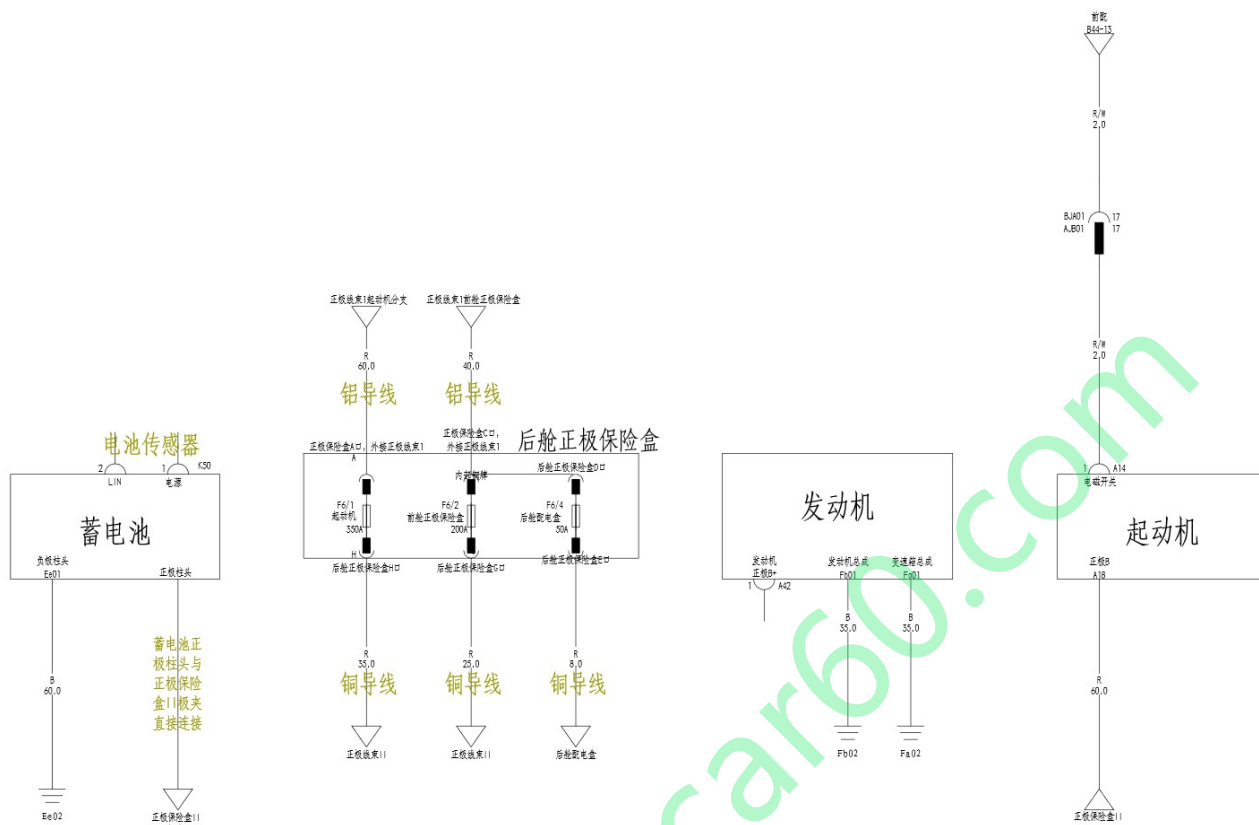 前配
B44-13
R/W
2.0
BJA01
AJB01
17
17
R/W
2.0
正极线束1起动机分支
正极线束1前舱正极保险盒
R
60.0
R
40.0
铝导线
铝导线
电池传感器
2
LIN
1
电源
K50
蓄电池
负极柱头
Ee01
正极柱头
正极保险盒A口，外接正极线束1
A
正极保险盒C口，
外接正极线束1
后舱正极保险盒
后舱正极保险盒D口
F6/1
起动机
350A
F6/2
前舱正极保险盒
200A
F6/4
后舱配电盒
50A
H
后舱正极保险盒H口
后舱正极保险盒G口
后舱正极保险盒E口
发动机
发动机
正极B+
1
A42
发动机总成
Fb01
变速箱总成
1
A14
电磁开关
起动机
正极B
A18
B
60.0
蓄电池正
极柱头与
正极保险
盒II极夹
直接连接
R
35.0
R
25.0
R
8.0
铜导线
铜导线
铜导线
B
35.0
B
35.0
R
60.0
Ee02
正极保险盒II
正极线束II
正极线束II
后舱配电盒
Fb02
Fa02
正极保险盒II
Car60.com